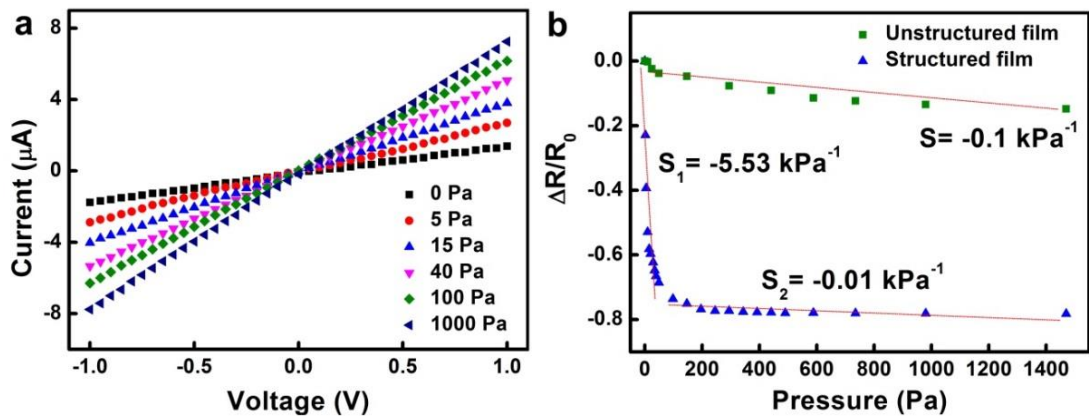 a
8
4
0
-4
-8
Current (μA)
-1.0 -0.5 0.0 0.5 1.0
Voltage (V)
0 Pa
5 Pa
15 Pa
40 Pa
100 Pa
1000 Pa
b
Unstructured film
Structured film
0.0
-0.2
-0.4
-0.6
-0.8
ΔR/R₀
S= -0.1 kPa⁻¹
S₁= -5.53 kPa⁻¹
S₂= -0.01 kPa⁻¹
0 200 400 600 800 1000 1200 1400
Pressure (Pa)